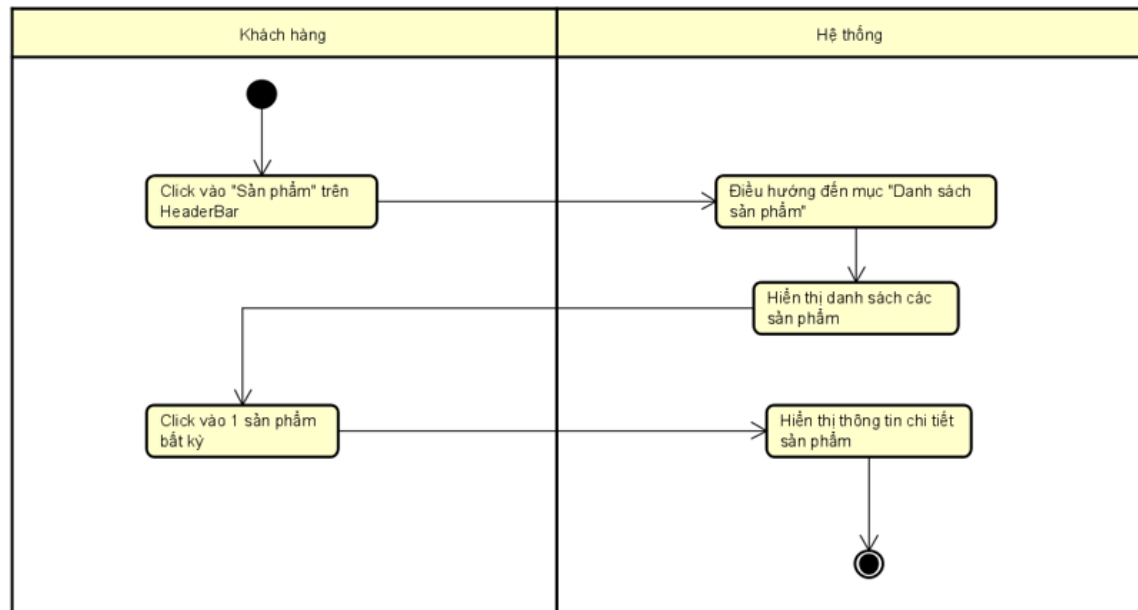 Khách hàng
Hệ thống
Click vào "Sản phẩm" trên
HeaderBar
Điều hướng đến mục "Danh sách
sản phẩm"
Hiển thị danh sách các
sản phẩm
Click vào 1 sản phẩm
bất kỳ
Hiển thị thông tin chi tiết
sản phẩm